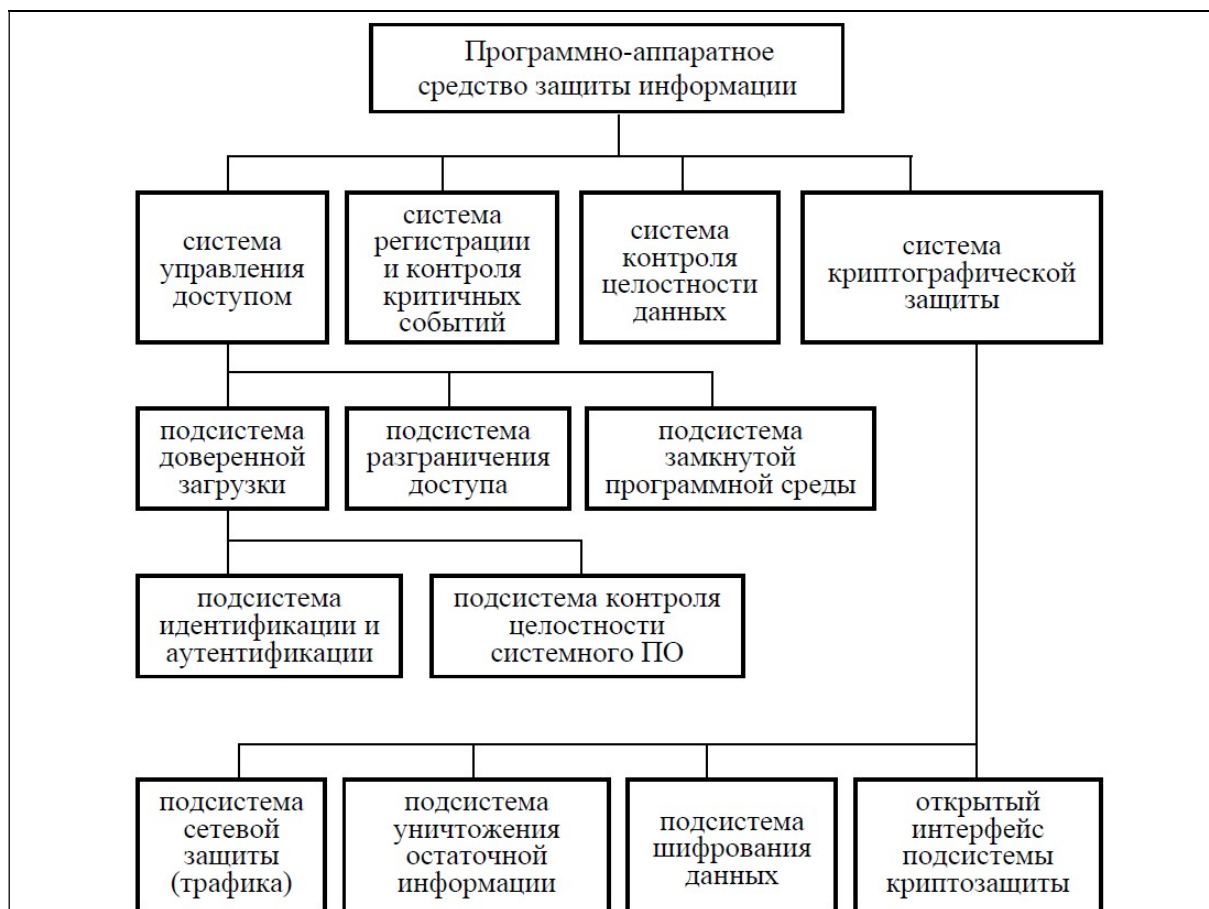 Программно-аппаратное
средство защиты информации
система
управления
доступом
система
регистрации
и контроля
критичных
событий
система
контроля
целостности
данных
система
криптографической
защиты
подсистема
доверенной
загрузки
подсистема
разграничения
доступа
подсистема
замкнутой
программной среды
подсистема
идентификации и
аутентификации
подсистема контроля
целостности
системного ПО
подсистема
сетевой
защиты
(трафика)
подсистема
уничтожения
остаточной
информации
подсистема
шифрования
данных
открытый
интерфейс
подсистемы
криптозащиты